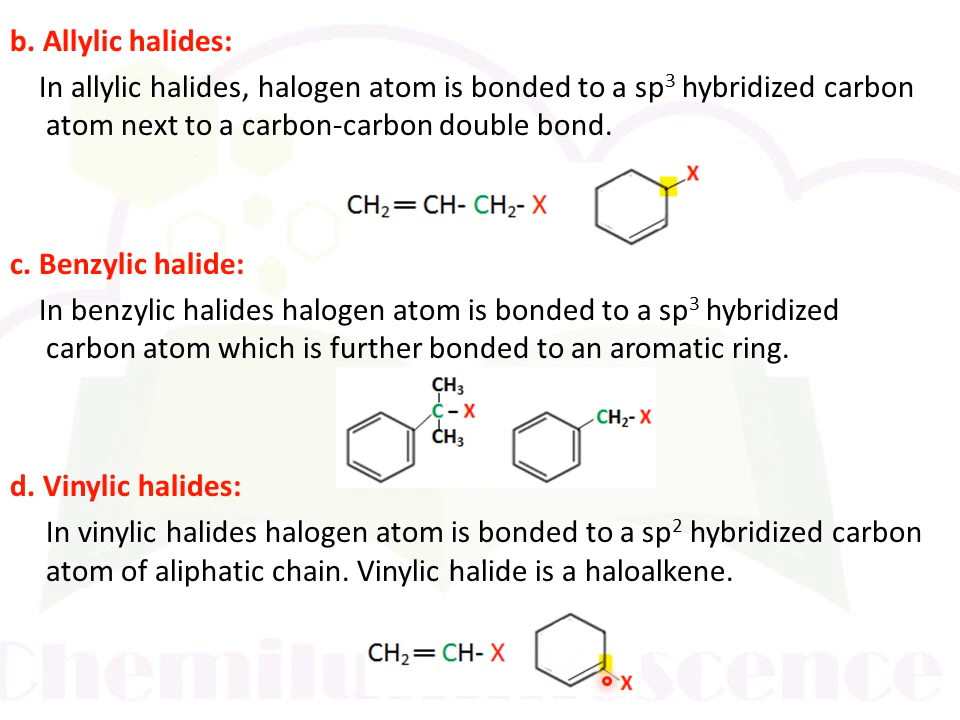 b. Allylic halides:
In allylic halides, halogen atom is bonded to a sp³ hybridized carbon
atom next to a carbon-carbon double bond.
X
CH₂═ CH- CH₂- X
c. Benzylic halide:
In benzylic halides halogen atom is bonded to a sp³ hybridized
carbon atom which is further bonded to an aromatic ring.
CH₃
C – X
CH₃
CH₂- X
d. Vinylic halides:
In vinylic halides halogen atom is bonded to a sp² hybridized carbon
atom of aliphatic chain. Vinylic halide is a haloalkene.
CH₂═ CH- X
X